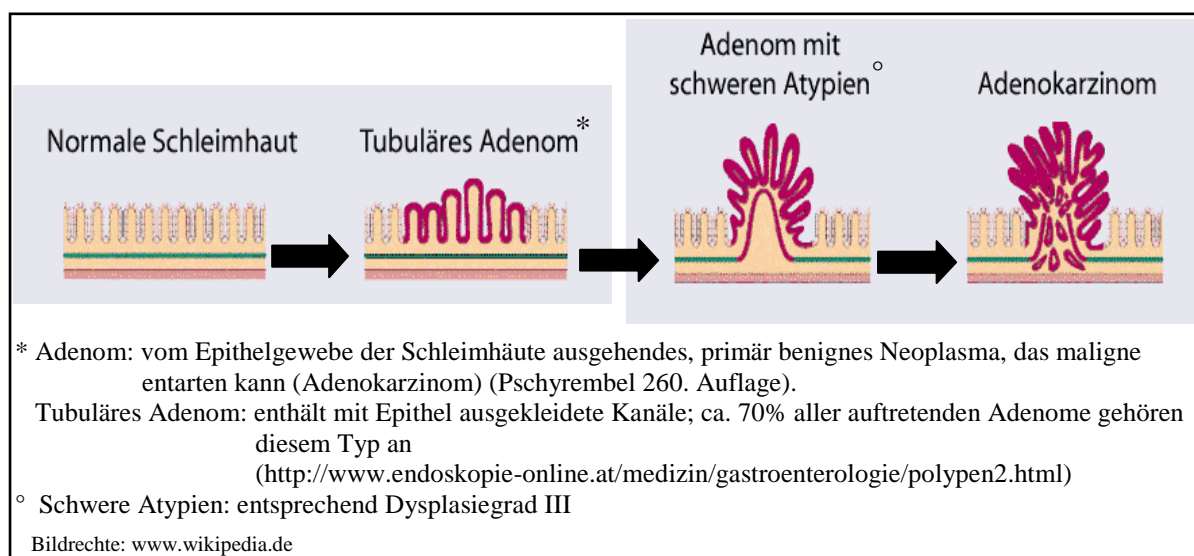 Adenom mit
schweren Atypien°
Adenokarzinom
Normale Schleimhaut
Tubuläres Adenom*
* Adenom: vom Epithelgewebe der Schleimhäute ausgehendes, primär benignes Neoplasma, das maligne
entarten kann (Adenokarzinom) (Pschyrembel 260. Auflage).
Tubuläres Adenom: enthält mit Epithel ausgekleidete Kanäle; ca. 70% aller auftretenden Adenome gehören
diesem Typ an
(http://www.endoskopie-online.at/medizin/gastroenterologie/polypen2.html)
° Schwere Atypien: entsprechend Dysplasiegrad III
Bildrechte: www.wikipedia.de